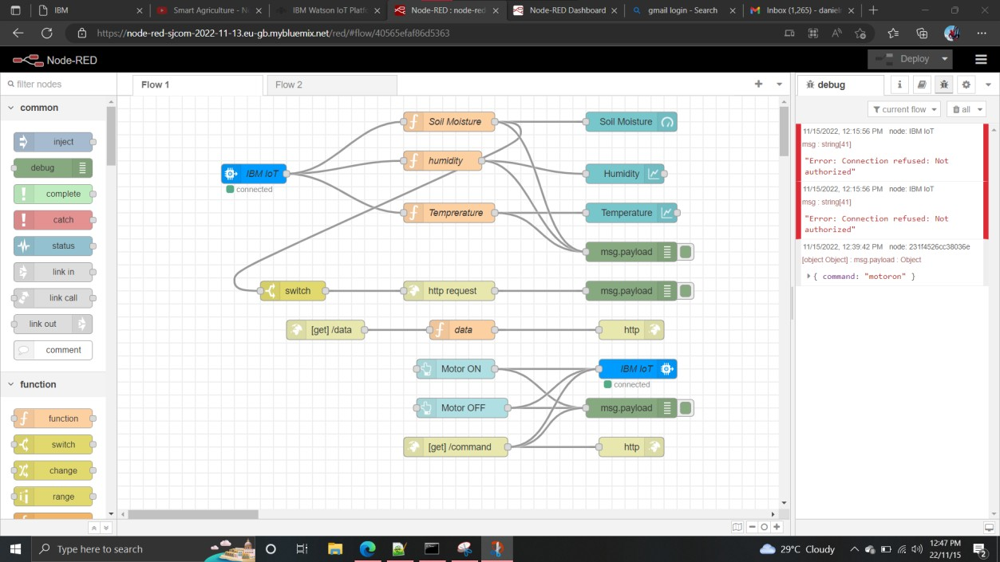 IBM
Smart Agriculture - N
IBM Watson IoT Platf
Node-RED : node-red
Node-RED Dashboard
gmail login - Search
Inbox (1,265) - daniel
https://node-red-sjcom-2022-11-13.eu-gb.mybluemix.net/red/#flow/40565efaf86d5363
Node-RED
Deploy
filter nodes
Flow 1
Flow 2
debug
common
current flow
all
inject
debug
complete
catch
status
link in
link call
link out
comment
function
function
switch
change
range
Soil Moisture
Soil Moisture
humidity
IBM IoT
Humidity
connected
Temprerature
Temperature
msg.payload
switch
http request
msg.payload
[get] /data
data
http
Motor ON
IBM IoT
connected
Motor OFF
msg.payload
[get] /command
http
11/15/2022, 12:15:56 PM node: IBM IoT
msg : string[41]
"Error: Connection refused: Not
authorized"
11/15/2022, 12:15:56 PM node: IBM IoT
msg : string[41]
"Error: Connection refused: Not
authorized"
11/15/2022, 12:39:42 PM node: 231f4526cc38036e
[object Object] : msg.payload : Object
{ command: "motoron" }
Type here to search
29°C Cloudy
12:47 PM
22/11/15
2